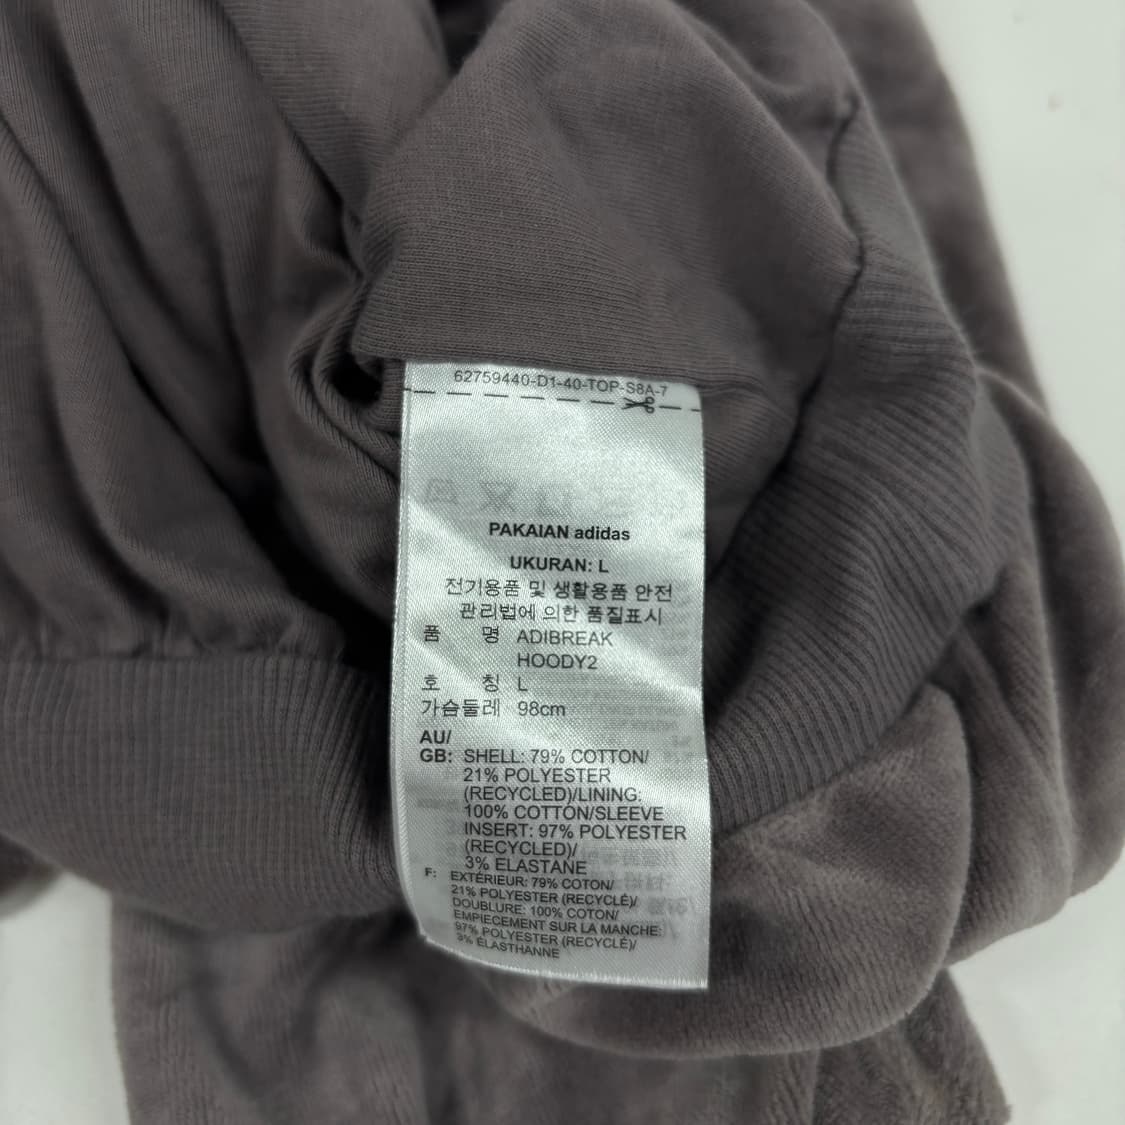 62759440-D1-40-TOP-S8A-7
PAKAIAN adidas
UKURAN: L
전기용품 및 생활용품 안전
관리법에 의한 품질표시
품 명 ADIBREAK
HOODY2
호 칭 L
가슴둘레 98cm
AU/
GB: SHELL: 79% COTTON/
21% POLYESTER
(RECYCLED)/LINING:
100% COTTON/SLEEVE
INSERT: 97% POLYESTER
(RECYCLED)/
3% ELASTANE
F: EXTÉRIEUR: 79% COTON/
21% POLYESTER (RECYCLÉ)/
DOUBLURE: 100% COTON/
EMPIECEMENT SUR LA MANCHE:
97% POLYESTER (RECYCLÉ)/
3% ÉLASTHANNE